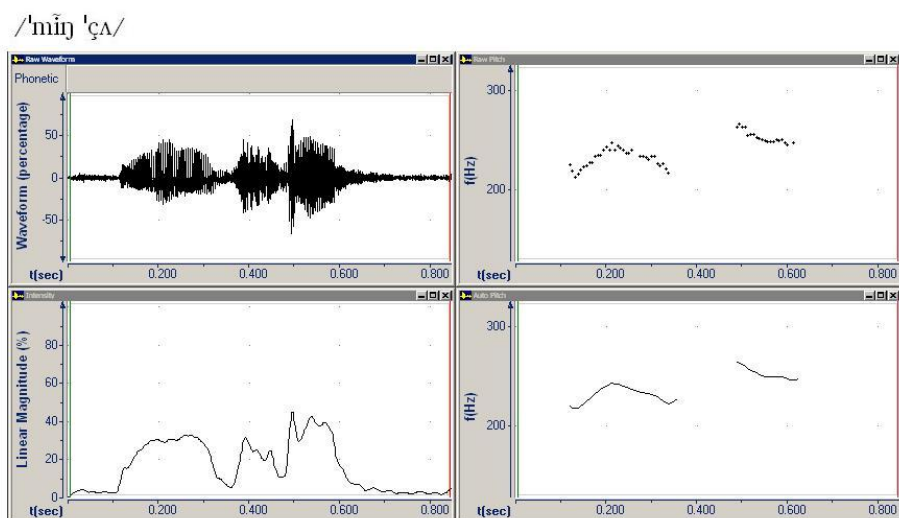 /ˈmĩŋ ˈçʌ/
Raw Waveform
Phonetic
Waveform (percentage)
50
0
-50
t(sec)
0.200
0.400
0.600
0.800
Raw Pitch
f(Hz)
300
200
t(sec)
0.200
0.400
0.600
0.800
Intensity
Linear Magnitude (%)
80
60
40
20
0
t(sec)
0.200
0.400
0.600
0.800
Auto Pitch
f(Hz)
300
200
t(sec)
0.200
0.400
0.600
0.800